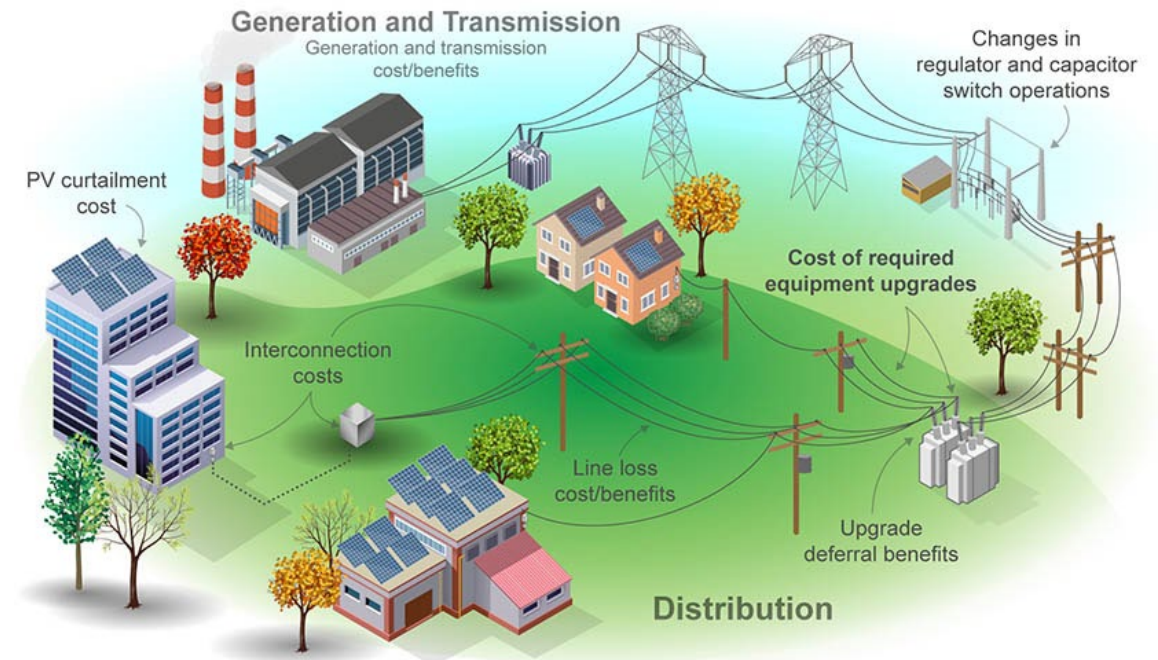 Generation and Transmission
Generation and transmission
cost/benefits
Changes in
regulator and capacitor
switch operations
PV curtailment
cost
Cost of required
equipment upgrades
Interconnection
costs
Line loss
cost/benefits
Upgrade
deferral benefits
Distribution